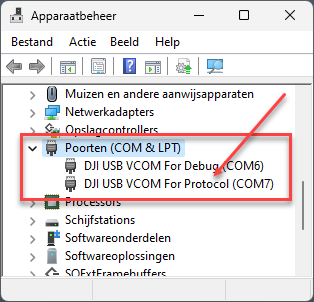 Apparaatbeheer
Bestand Actie Beeld Help
Muizen en andere aanwijsapparaten
Netwerkadapters
Opslagcontrollers
Poorten (COM & LPT)
DJI USB VCOM For Debug (COM6)
DJI USB VCOM For Protocol (COM7)
Processors
Schijfstations
Softwareonderdelen
Softwareoplossingen
SQExtFramebuffers